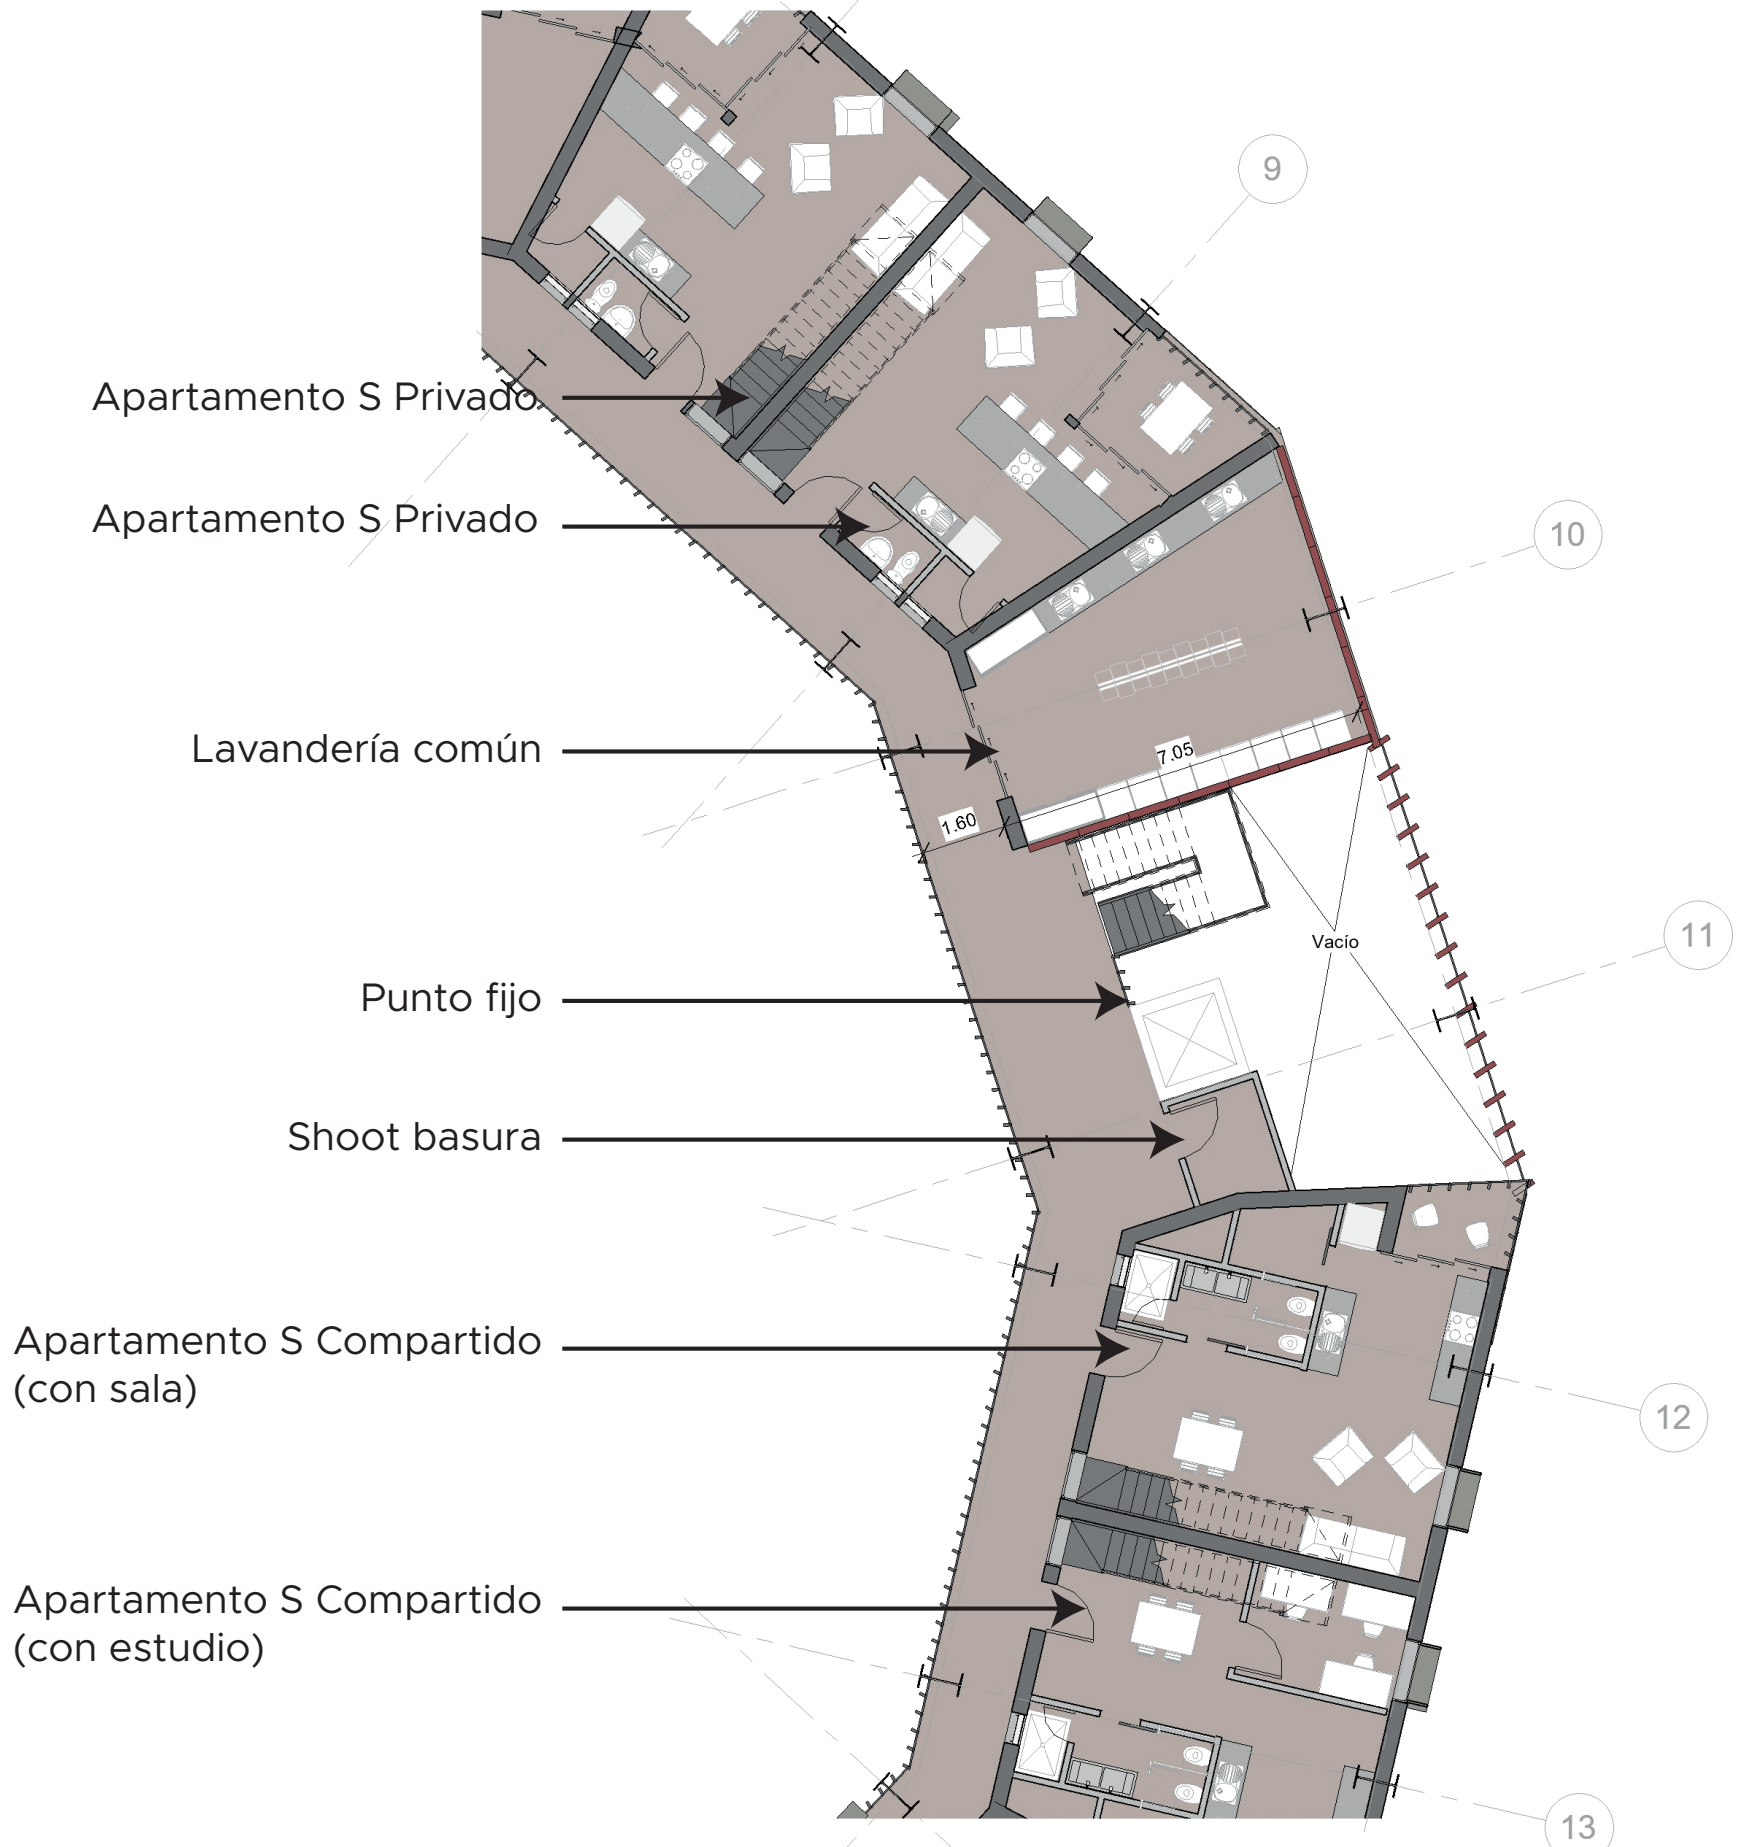 9
Apartamento S Privado
Apartamento S Privado
10
Lavandería común
7.05
1.60
11
Vacío
Punto fijo
Shoot basura
Apartamento S Compartido
(con sala)
12
Apartamento S Compartido
(con estudio)
13